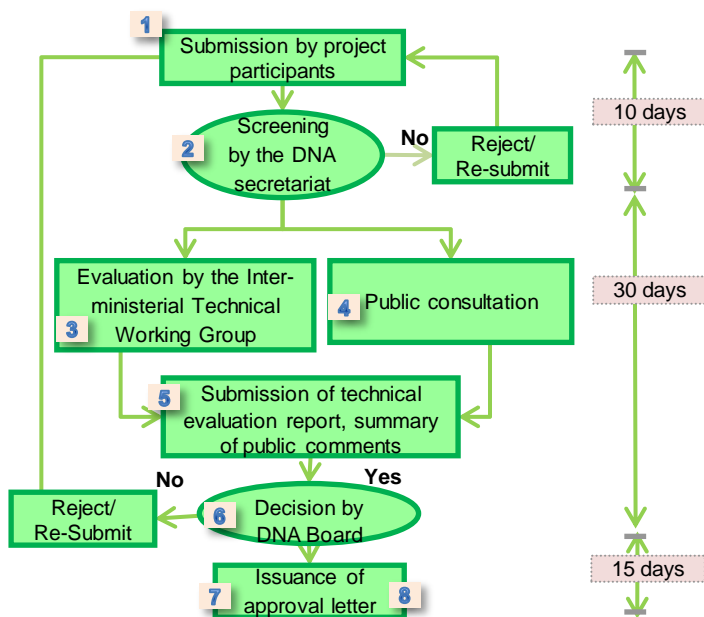 1
Submission by project
participants
10 days
2
Screening
by the DNA
secretariat
No
Reject/
Re-submit
30 days
Evaluation by the Inter-
ministerial Technical
Working Group
3
4
Public consultation
5
Submission of technical
evaluation report, summary
of public comments
No
Yes
Reject/
Re-Submit
6
Decision by
DNA Board
15 days
7
Issuance of
approval letter
8